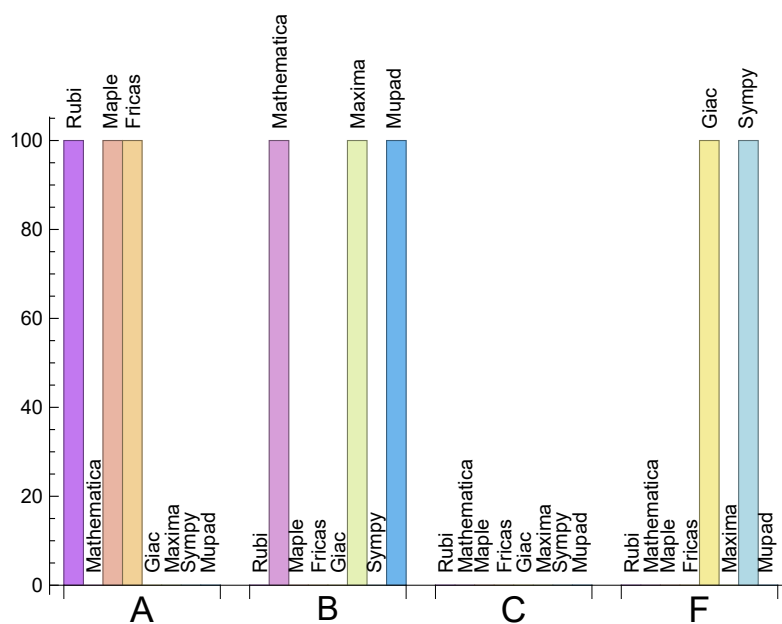 100
80
60
40
20
0
Rubi
Mathematica
Maple
Fricas
Giac
Maxima
Sympy
Mupad
A
Rubi
Mathematica
Maple
Fricas
Giac
Maxima
Sympy
Mupad
B
Rubi
Mathematica
Maple
Fricas
Giac
Maxima
Sympy
Mupad
C
Rubi
Mathematica
Maple
Fricas
Giac
Maxima
Sympy
Mupad
F